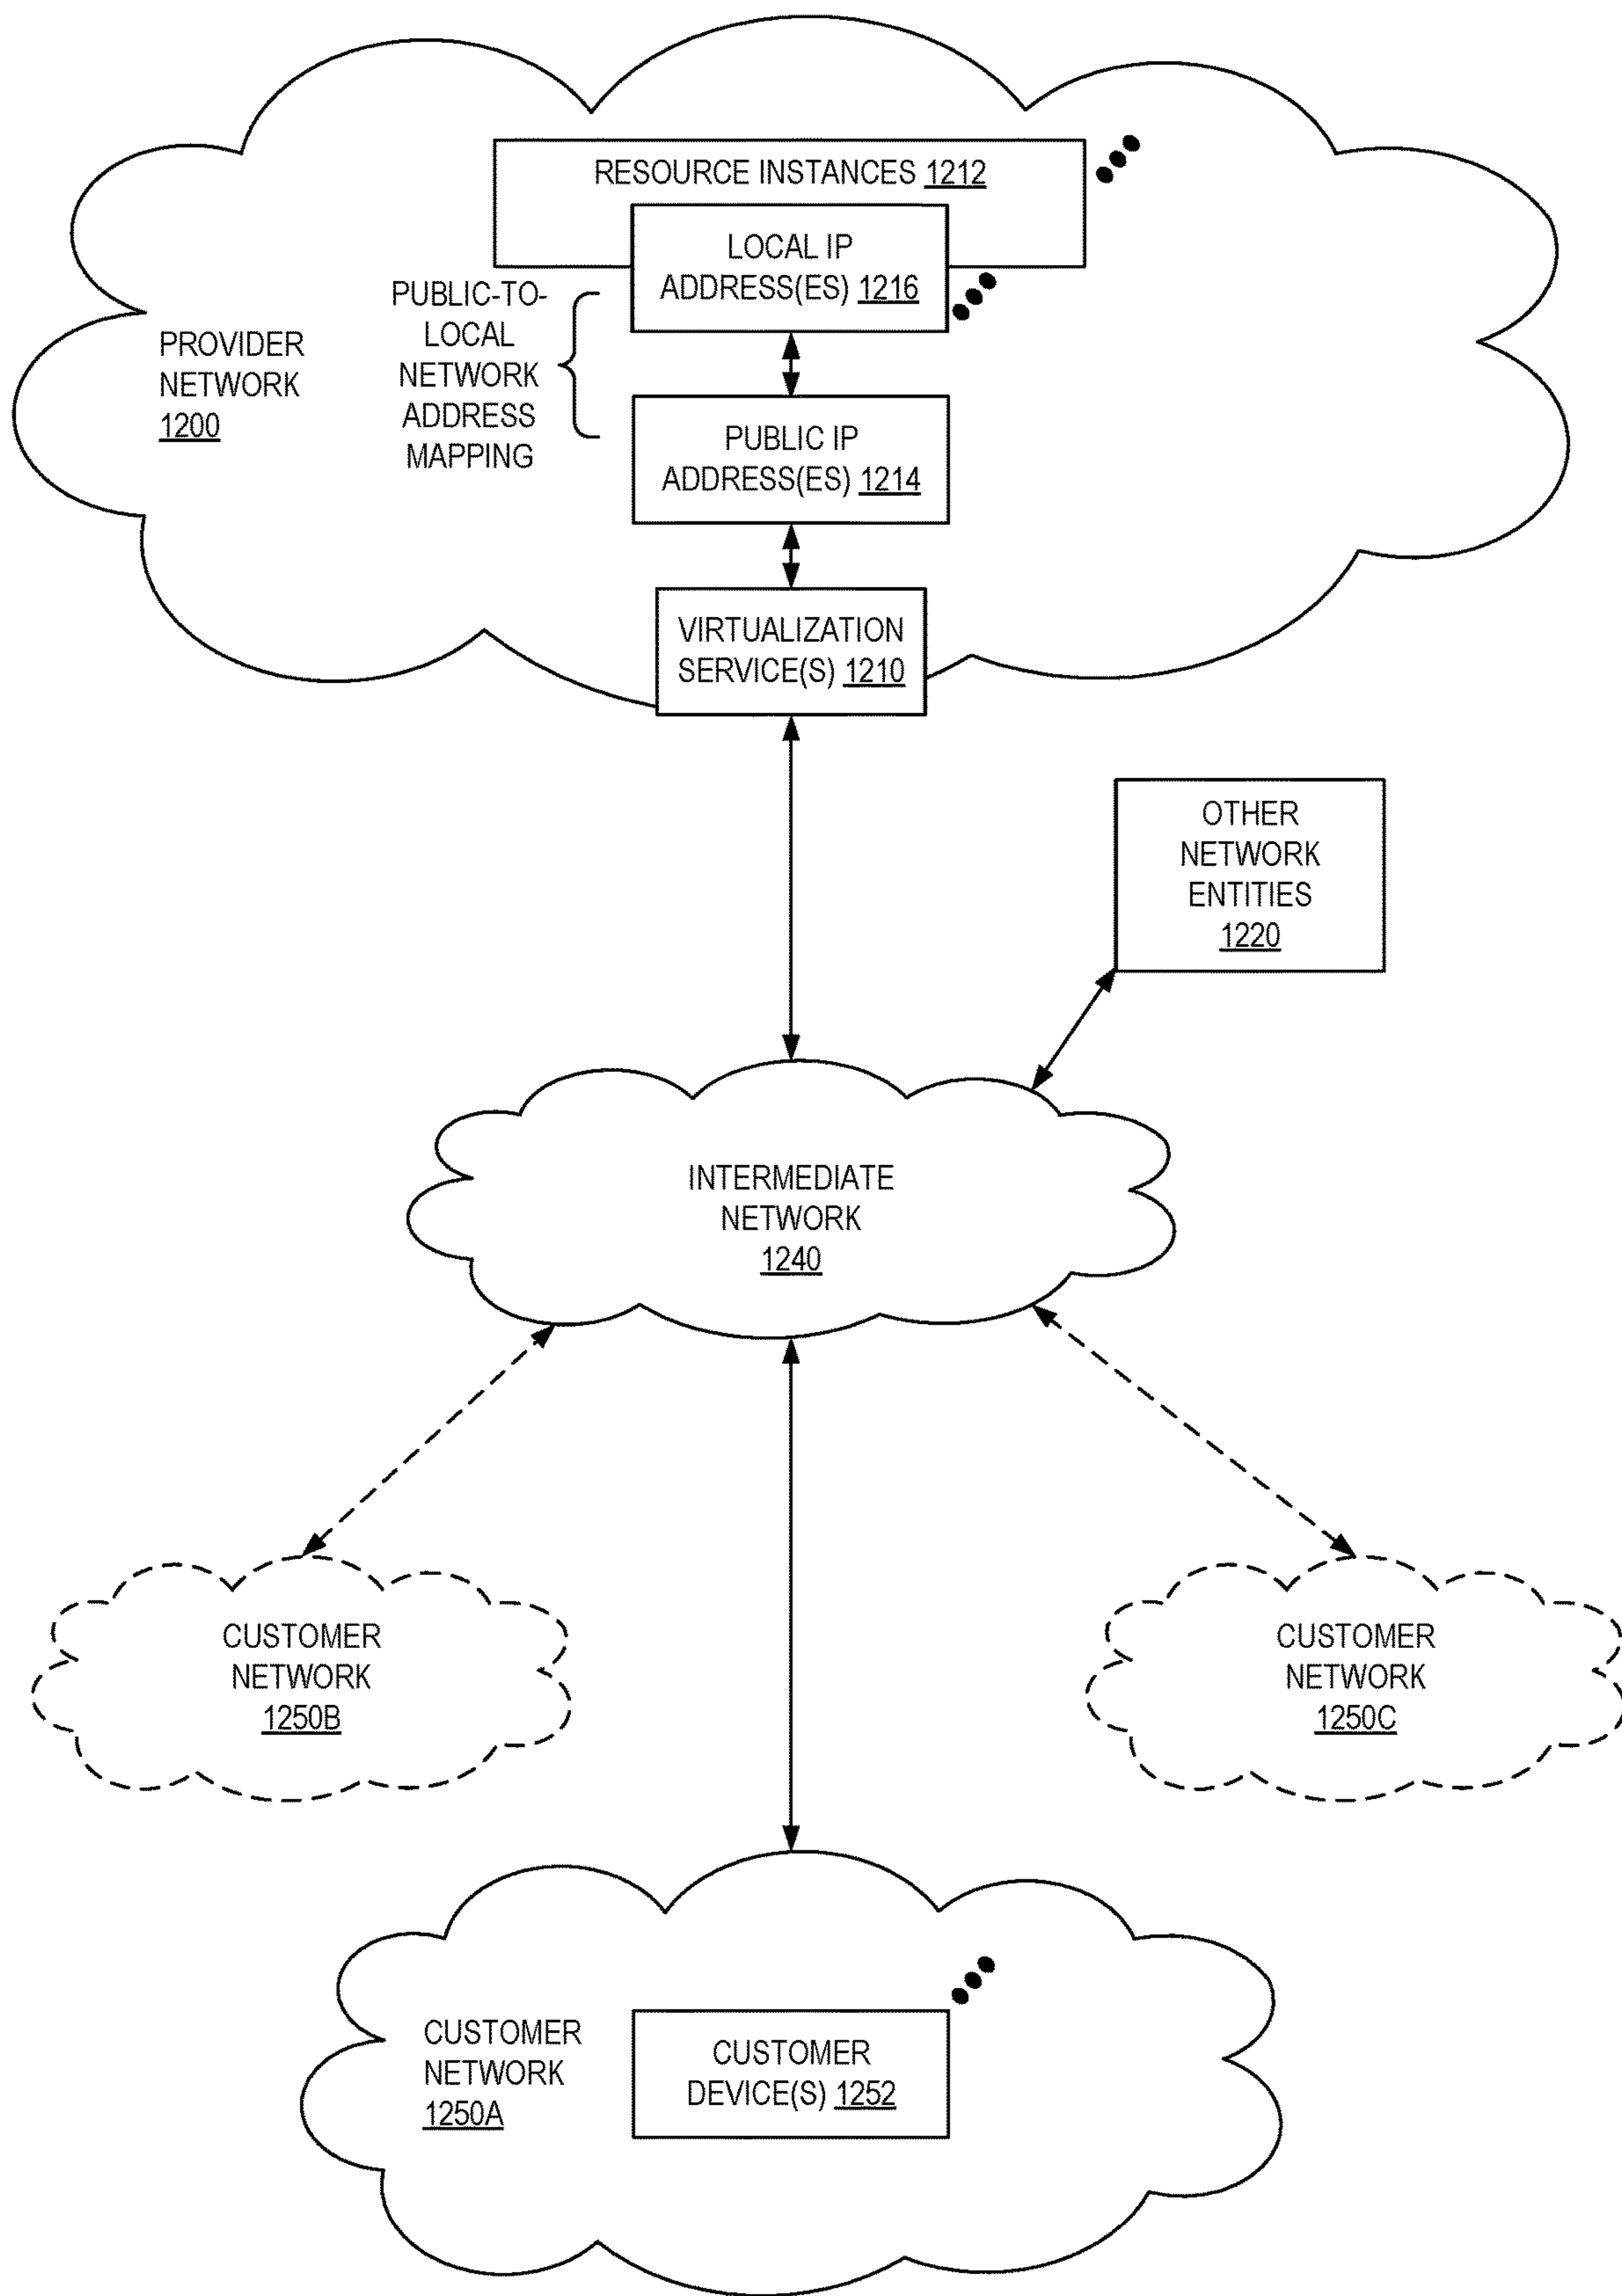 RESOURCE INSTANCES 1212
LOCAL IP
ADDRESS(ES) 1216
PUBLIC-TO-
LOCAL
NETWORK
ADDRESS
MAPPING
PROVIDER
NETWORK
1200
PUBLIC IP
ADDRESS(ES) 1214
VIRTUALIZATION
SERVICE(S) 1210
OTHER
NETWORK
ENTITIES
1220
INTERMEDIATE
NETWORK
1240
CUSTOMER
NETWORK
1250B
CUSTOMER
NETWORK
1250C
CUSTOMER
NETWORK
1250A
CUSTOMER
DEVICE(S) 1252